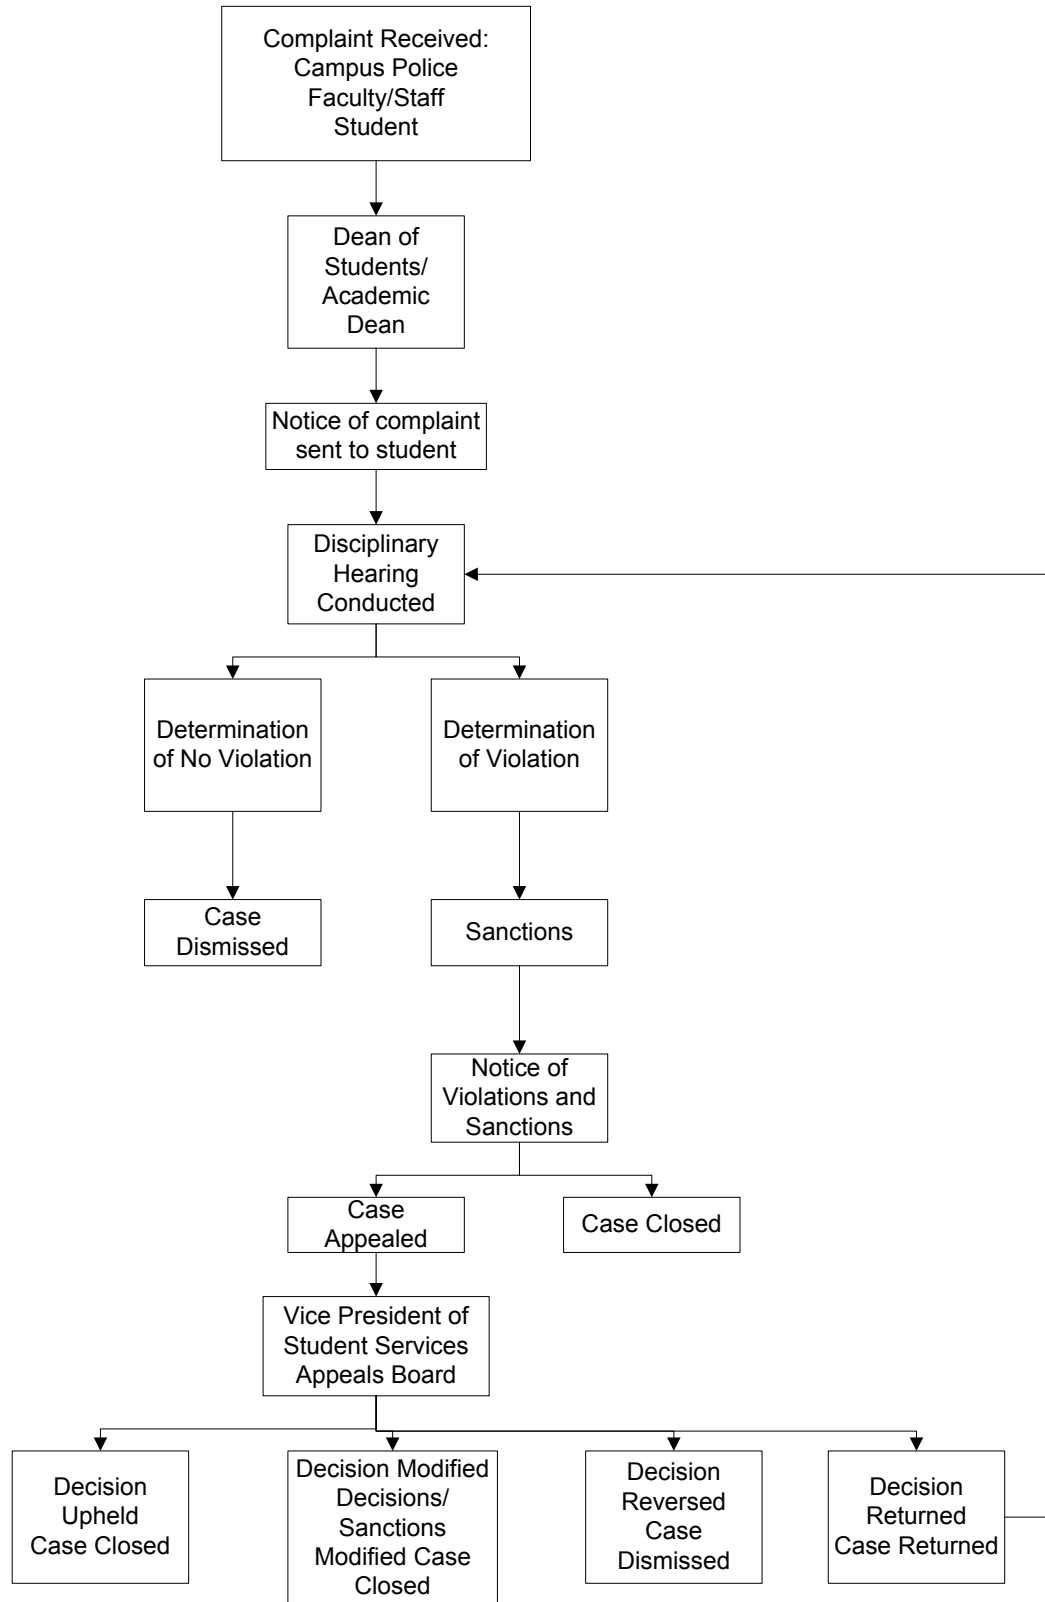 Complaint Received:
Campus Police
Faculty/Staff
Student
Dean of
Students/
Academic
Dean
Notice of complaint
sent to student
Disciplinary
Hearing
Conducted
Determination
of No Violation
Determination
of Violation
Case
Dismissed
Sanctions
Notice of
Violations and
Sanctions
Case
Appealed
Case Closed
Vice President of
Student Services
Appeals Board
Decision
Upheld
Case Closed
Decision Modified
Decisions/
Sanctions
Modified Case
Closed
Decision
Reversed
Case
Dismissed
Decision
Returned
Case Returned